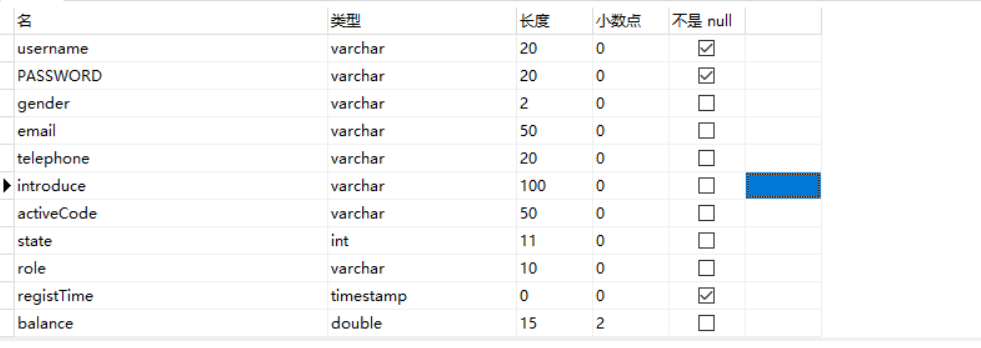 名 类型 长度 小数点 不是 null
username varchar 20 0
PASSWORD varchar 20 0
gender varchar 2 0
email varchar 50 0
telephone varchar 20 0
introduce varchar 100 0
activeCode varchar 50 0
state int 11 0
role varchar 10 0
registTime timestamp 0 0
balance double 15 2